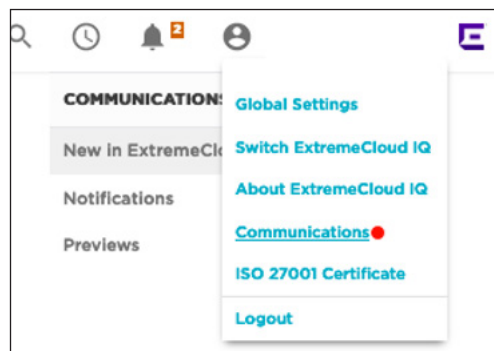 2
COMMUNICATION
Global Settings
New in ExtremeCl
Switch ExtremeCloud IQ
Notifications
About ExtremeCloud IQ
Previews
Communications
ISO 27001 Certificate
Logout